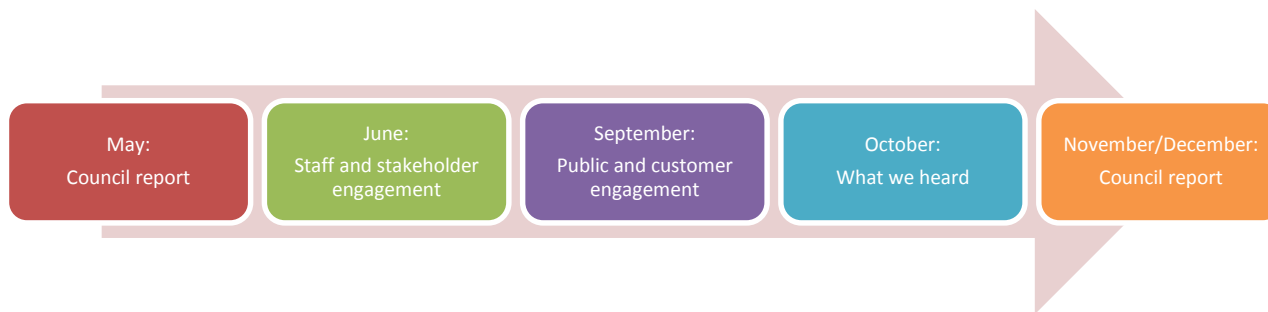 May:
Council report
June:
Staff and stakeholder
engagement
September:
Public and customer
engagement
October:
What we heard
November/December:
Council report